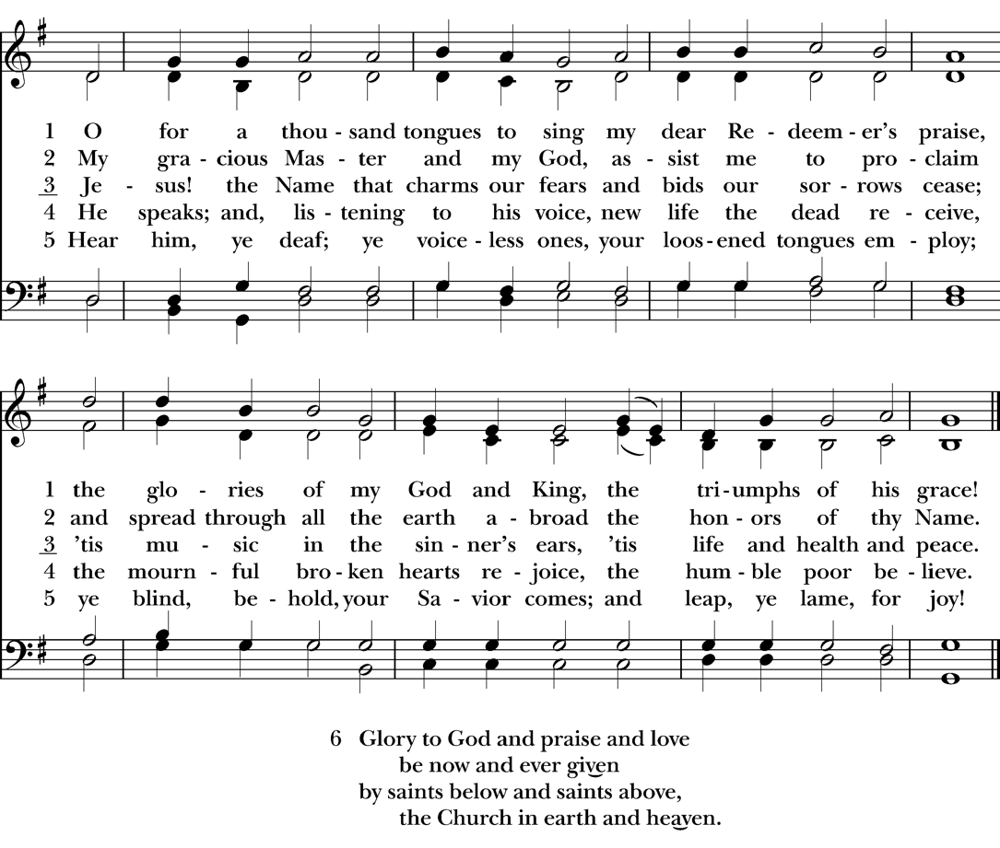 1 O for a thou - sand tongues to sing my dear Re - deem - er’s praise,
2 My gra - cious Mas - ter and my God, as - sist me to pro - claim
3 Je - sus! the Name that charms our fears and bids our sor - rows cease;
4 He speaks; and, lis - tening to his voice, new life the dead re - ceive,
5 Hear him, ye deaf; ye voice - less ones, your loos - ened tongues em - ploy;
1 the glo - ries of my God and King, the tri - umphs of his grace!
2 and spread through all the earth a - broad the hon - ors of thy Name.
3 ’tis mu - sic in the sin - ner’s ears, ’tis life and health and peace.
4 the mourn - ful bro - ken hearts re - joice, the hum - ble poor be - lieve.
5 ye blind, be - hold, your Sa - vior comes; and leap, ye lame, for joy!
6 Glory to God and praise and love
be now and ever given
by saints below and saints above,
the Church in earth and heaven.